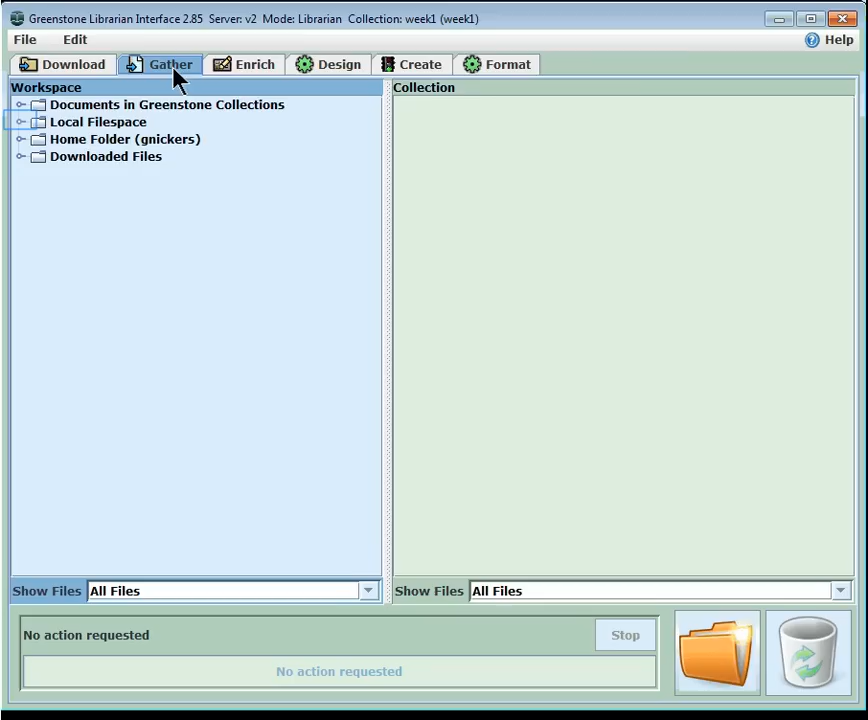 Greenstone Librarian Interface 2.85  Server: v2  Mode: Librarian  Collection: week1 (week1)
File Edit Help
Download Gather Enrich Design Create Format
Workspace
Documents in Greenstone Collections
Local Filespace
Home Folder (gnickers)
Downloaded Files
Collection
Show Files All Files
Show Files All Files
No action requested
Stop
No action requested